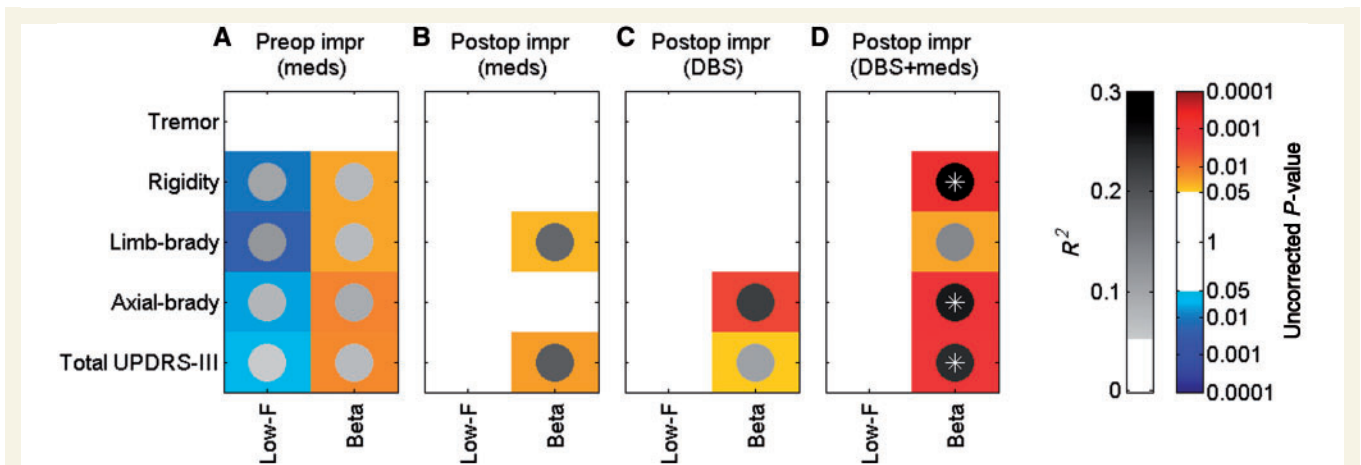 A Preop impr (meds)
B Postop impr (meds)
C Postop impr (DBS)
D Postop impr (DBS+meds)
Tremor
Rigidity
Limb-brady
Axial-brady
Total UPDRS-III
Low-F
Beta
Low-F
Beta
Low-F
Beta
Low-F
Beta
0.3
0.2
0.1
0
R²
0.0001
0.001
0.01
0.05
1
0.05
0.01
0.001
0.0001
Uncorrected P-value